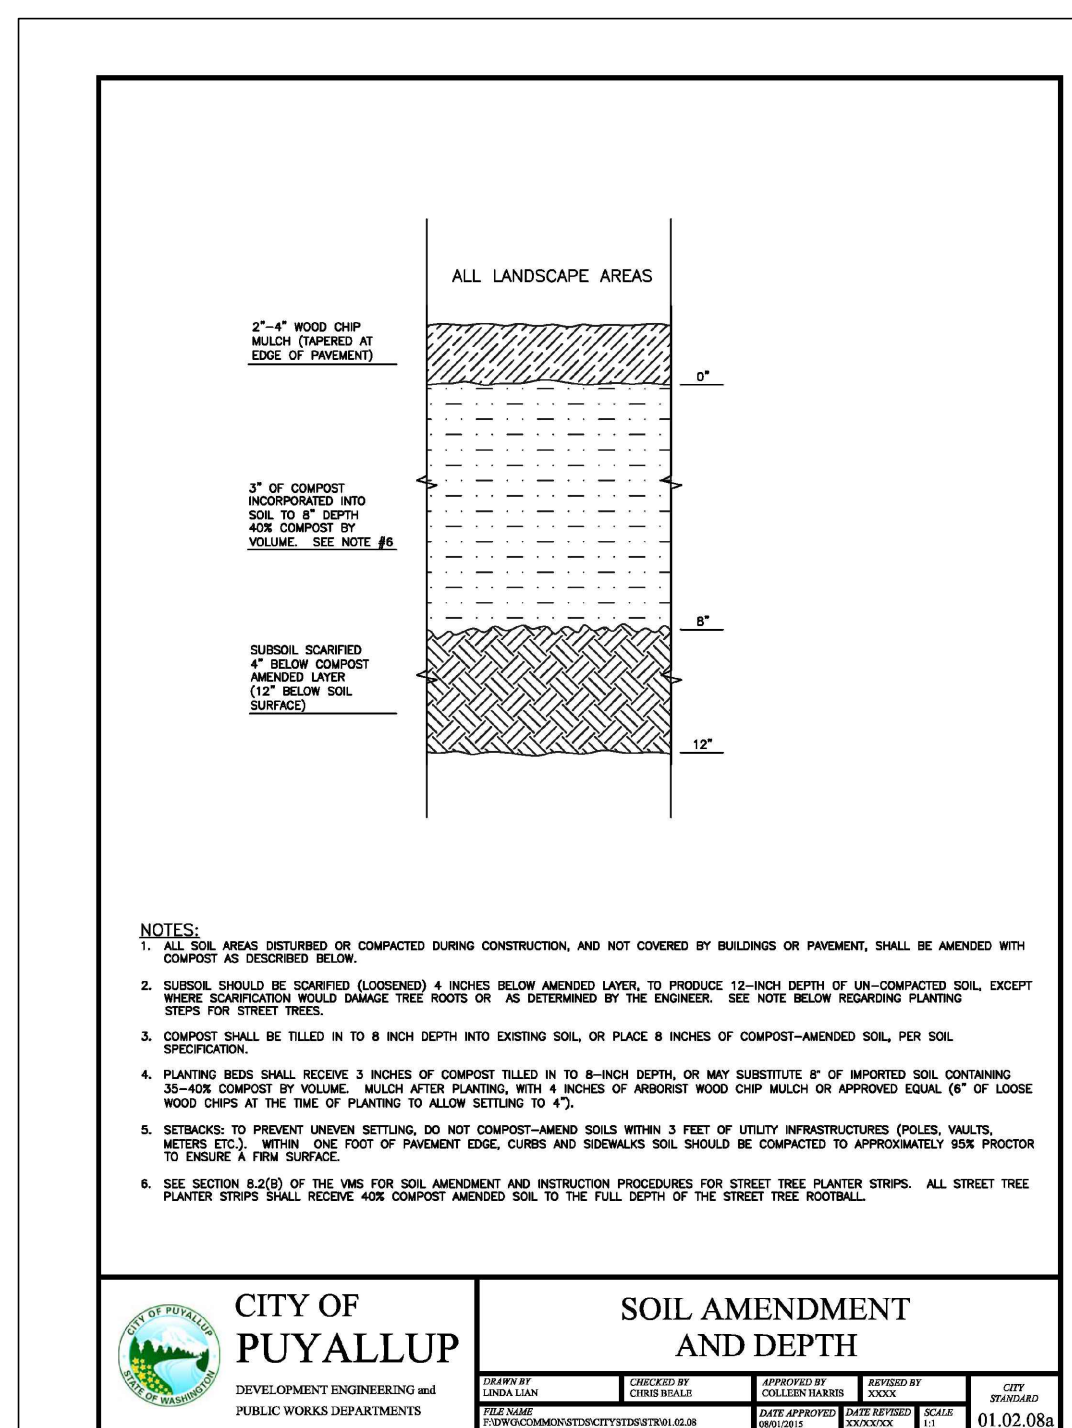 ALL LANDSCAPE AREAS
2"-4" WOOD CHIP
MULCH (TAPERED AT
EDGE OF PAVEMENT)
0"
3" OF COMPOST
INCORPORATED INTO
SOIL TO 8" DEPTH
40% COMPOST BY
VOLUME. SEE NOTE #6
8"
SUBSOIL SCARIFIED
4" BELOW COMPOST
AMENDED LAYER
(12" BELOW SOIL
SURFACE)
12"
NOTES:
1. ALL SOIL AREAS DISTURBED OR COMPACTED DURING CONSTRUCTION, AND NOT COVERED BY BUILDINGS OR PAVEMENT, SHALL BE AMENDED WITH
COMPOST AS DESCRIBED BELOW.
2. SUBSOIL SHOULD BE SCARIFIED (LOOSENED) 4 INCHES BELOW AMENDED LAYER, TO PRODUCE 12-INCH DEPTH OF UN-COMPACTED SOIL, EXCEPT
WHERE SCARIFICATION WOULD DAMAGE TREE ROOTS OR AS DETERMINED BY THE ENGINEER. SEE NOTE BELOW REGARDING PLANTING
STEPS FOR STREET TREES.
3. COMPOST SHALL BE TILLED IN TO 8 INCH DEPTH INTO EXISTING SOIL, OR PLACE 8 INCHES OF COMPOST-AMENDED SOIL, PER SOIL
SPECIFICATION.
4. PLANTING BEDS SHALL RECEIVE 3 INCHES OF COMPOST TILLED IN TO 8-INCH DEPTH, OR MAY SUBSTITUTE 8" OF IMPORTED SOIL CONTAINING
35-40% COMPOST BY VOLUME. MULCH AFTER PLANTING, WITH 4 INCHES OF ARBORIST WOOD CHIP MULCH OR APPROVED EQUAL (6" OF LOOSE
WOOD CHIPS AT THE TIME OF PLANTING TO ALLOW SETTLING TO 4").
5. SETBACKS: TO PREVENT UNEVEN SETTLING, DO NOT COMPOST-AMEND SOILS WITHIN 3 FEET OF UTILITY INFRASTRUCTURES (POLES, VAULTS,
METERS ETC.). WITHIN ONE FOOT OF PAVEMENT EDGE, CURBS AND SIDEWALKS SOIL SHOULD BE COMPACTED TO APPROXIMATELY 95% PROCTOR
TO ENSURE A FIRM SURFACE.
6. SEE SECTION 8.2(B) OF THE VMS FOR SOIL AMENDMENT AND INSTRUCTION PROCEDURES FOR STREET TREE PLANTER STRIPS. ALL STREET TREE
PLANTER STRIPS SHALL RECEIVE 40% COMPOST AMENDED SOIL TO THE FULL DEPTH OF THE STREET TREE ROOTBALL.
CITY OF PUYALLUP
STATE OF WASHINGTON
CITY OF
PUYALLUP
DEVELOPMENT ENGINEERING and
PUBLIC WORKS DEPARTMENTS
SOIL AMENDMENT
AND DEPTH
DRAWN BY
LINDA LIAN
CHECKED BY
CHRIS BEALE
APPROVED BY
COLLEEN HARRIS
REVISED BY
XXXX
FILE NAME
F:\DWG\COMMON\STDS\CITYSTDS\STR\01.02.08
DATE APPROVED
08/01/2015
DATE REVISED
XX/XX/XX
SCALE
1:1
CITY
STANDARD
01.02.08a